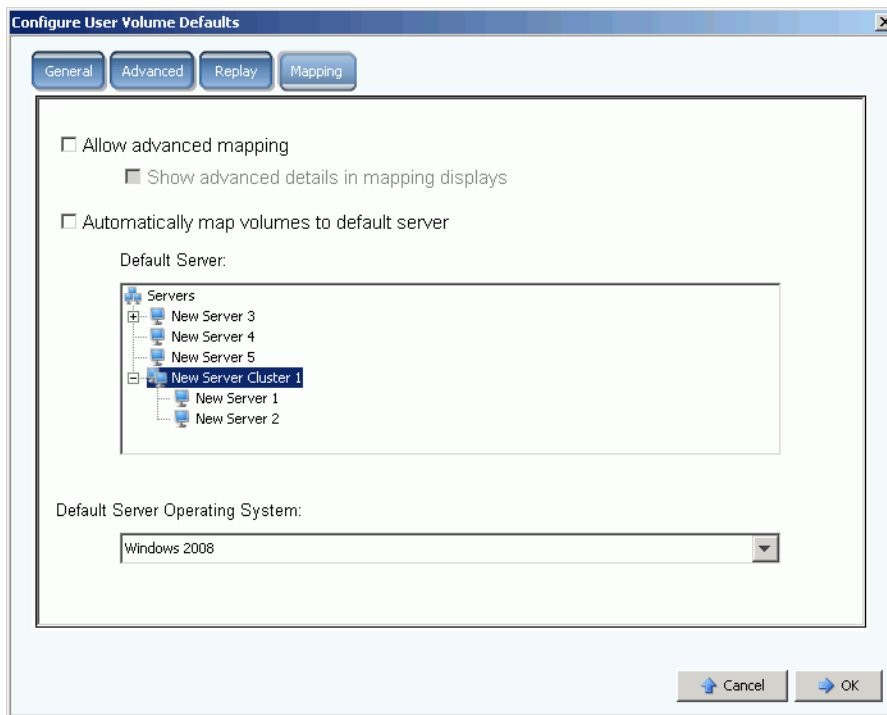 Configure User Volume Defaults
General Advanced Replay Mapping
Allow advanced mapping
Show advanced details in mapping displays
Automatically map volumes to default server
Default Server:
Servers
New Server 3
New Server 4
New Server 5
New Server Cluster 1
New Server 1
New Server 2
Default Server Operating System:
Windows 2008
Cancel OK